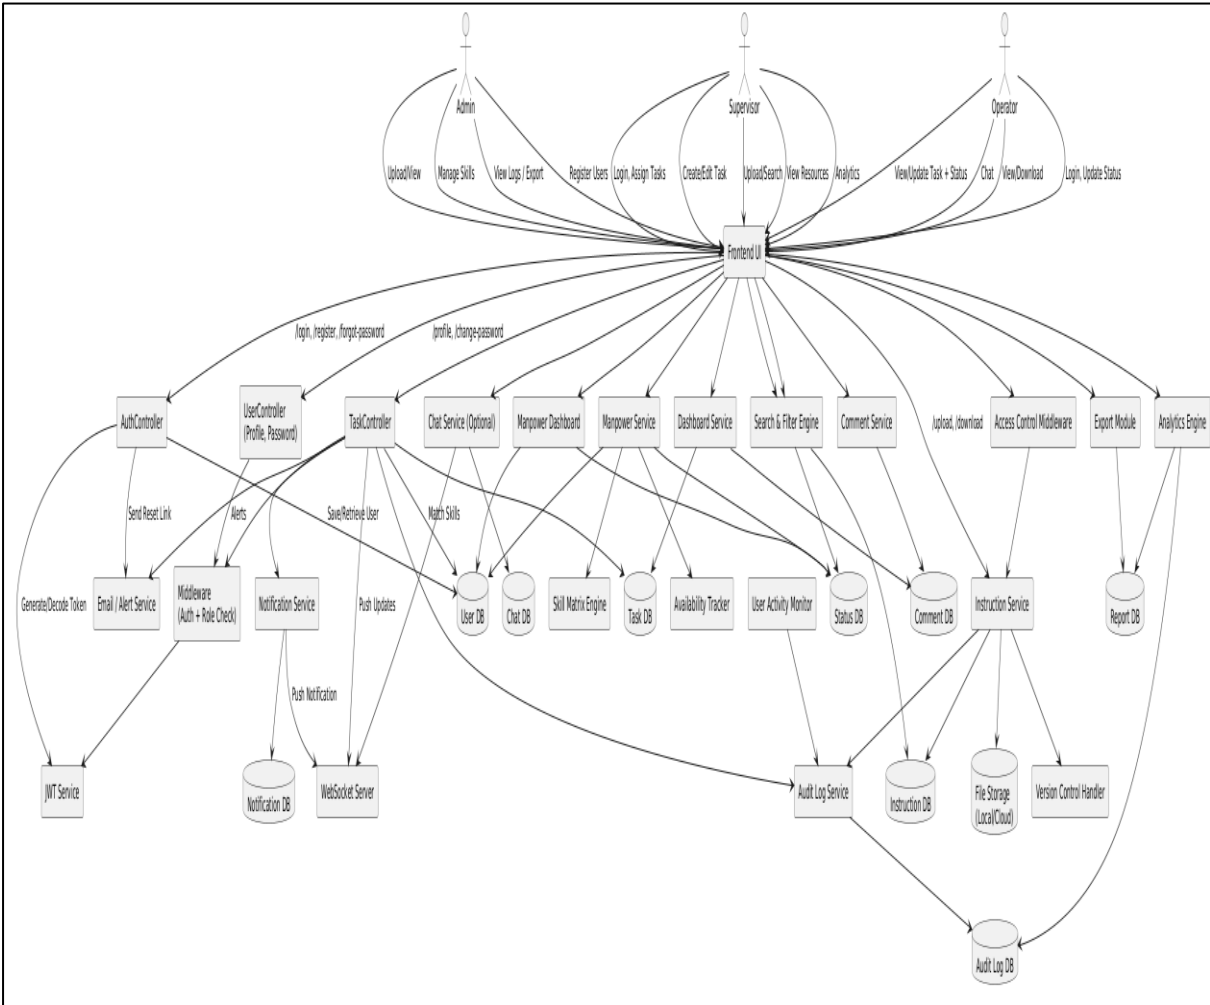 Admin
Supervisor
Operator
Upload/View
Manage Skills
View Logs / Export
Register Users
Login, Assign Tasks
Create/Edit Task
Upload/Search
View Resources
Analytics
View/Update Task + Status
Chat
View/Download
Login, Update Status
Frontend UI
/login, /register, /forgot-password
/profile, /change-password
/upload, /download
AuthController
UserController
(Profile, Password)
TaskController
Chat Service (Optional)
Manpower Dashboard
Manpower Service
Dashboard Service
Search & Filter Engine
Comment Service
Access Control Middleware
Export Module
Analytics Engine
Send Reset Link
Alerts
Save/Retrieve User
Match Skills
Generate/Decode Token
Email / Alert Service
Middleware
(Auth + Role Check)
Notification Service
Push Updates
User DB
Chat DB
Skill Matrix Engine
Task DB
Availability Tracker
User Activity Monitor
Status DB
Comment DB
Instruction Service
Report DB
Push Notification
JWT Service
Notification DB
WebSocket Server
Audit Log Service
Instruction DB
File Storage
(Local/Cloud)
Version Control Handler
Audit Log DB